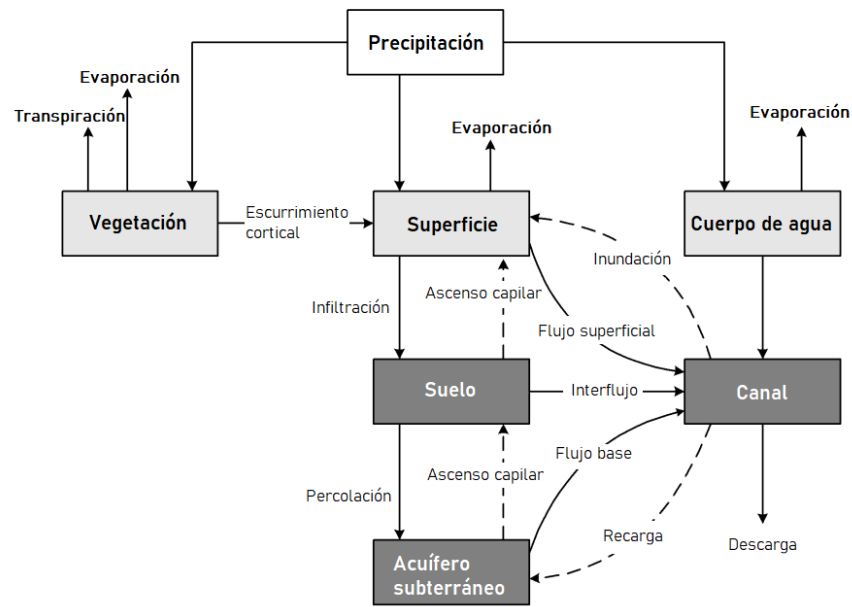 Precipitación
Evaporación
Transpiración
Evaporación
Evaporación
Vegetación
Escurrimiento
cortical
Superficie
Cuerpo de agua
Inundación
Infiltración
Ascenso capilar
Flujo superficial
Suelo
Interflujo
Canal
Percolación
Ascenso capilar
Flujo base
Recarga
Descarga
Acuífero
subterráneo